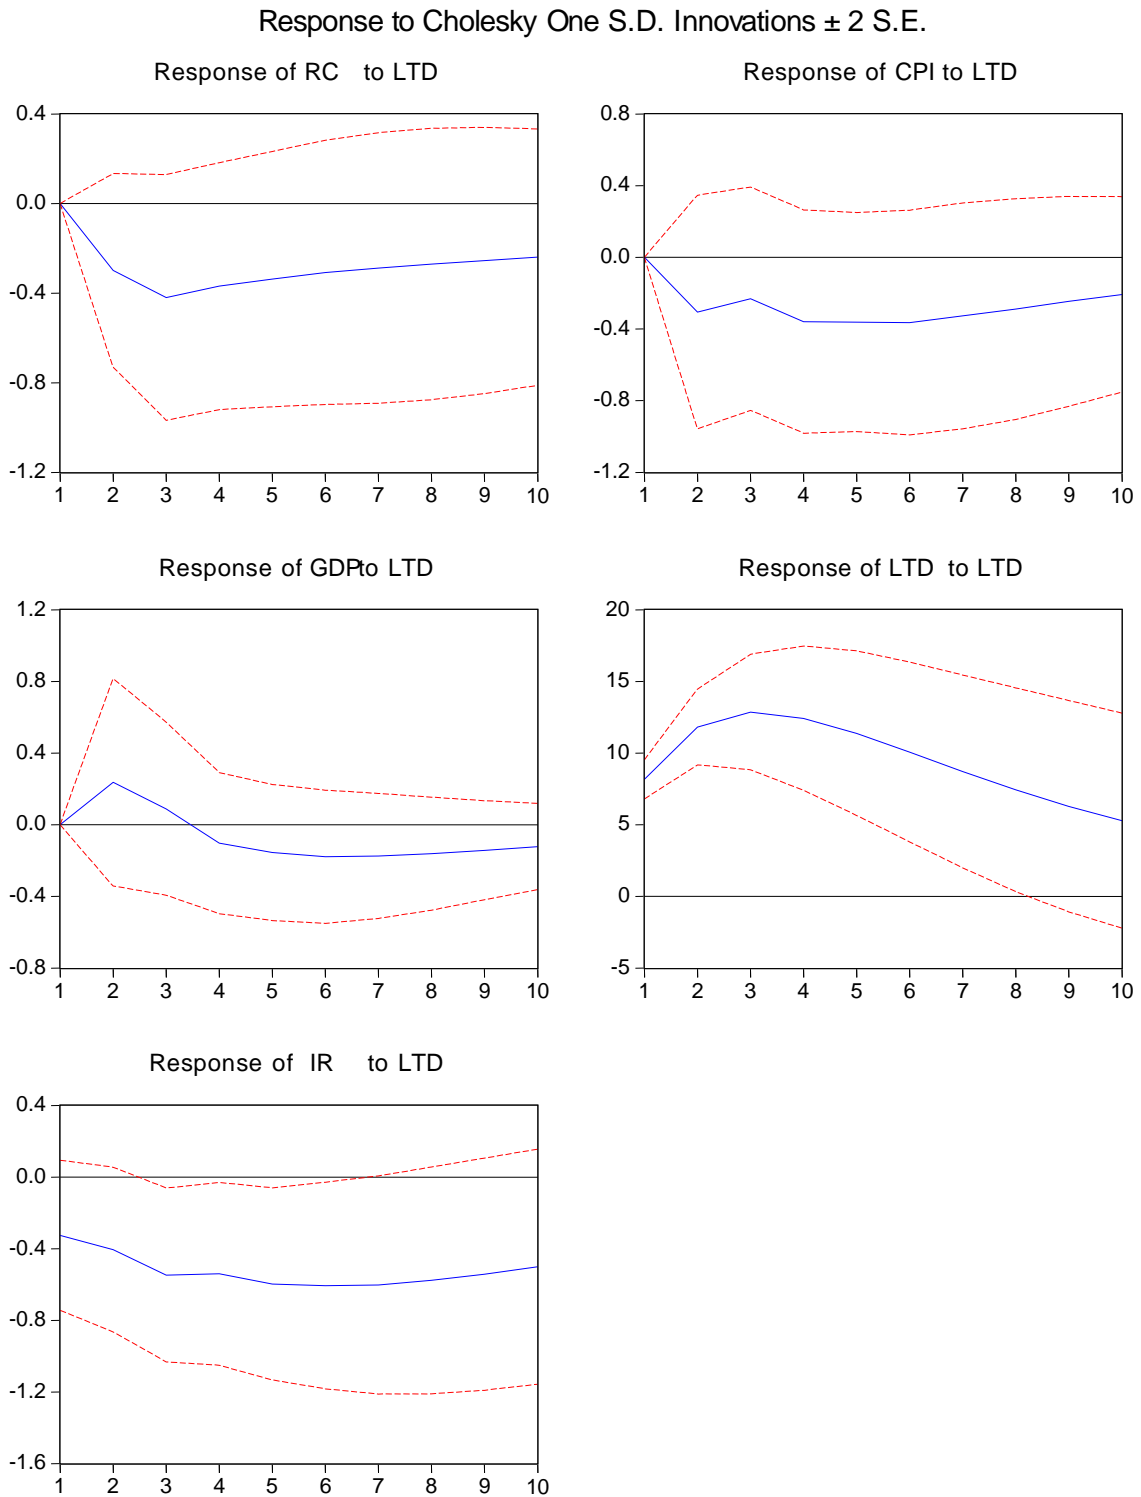 Response to Cholesky One S.D. Innovations ± 2 S.E.
Response of RC to LTD
0.4
0.0
-0.4
-0.8
-1.2
1 2 3 4 5 6 7 8 9 10
Response of CPI to LTD
0.8
0.4
0.0
-0.4
-0.8
-1.2
1 2 3 4 5 6 7 8 9 10
Response of GDPto LTD
1.2
0.8
0.4
0.0
-0.4
-0.8
1 2 3 4 5 6 7 8 9 10
Response of LTD to LTD
20
15
10
5
0
-5
1 2 3 4 5 6 7 8 9 10
Response of IR to LTD
0.4
0.0
-0.4
-0.8
-1.2
-1.6
1 2 3 4 5 6 7 8 9 10